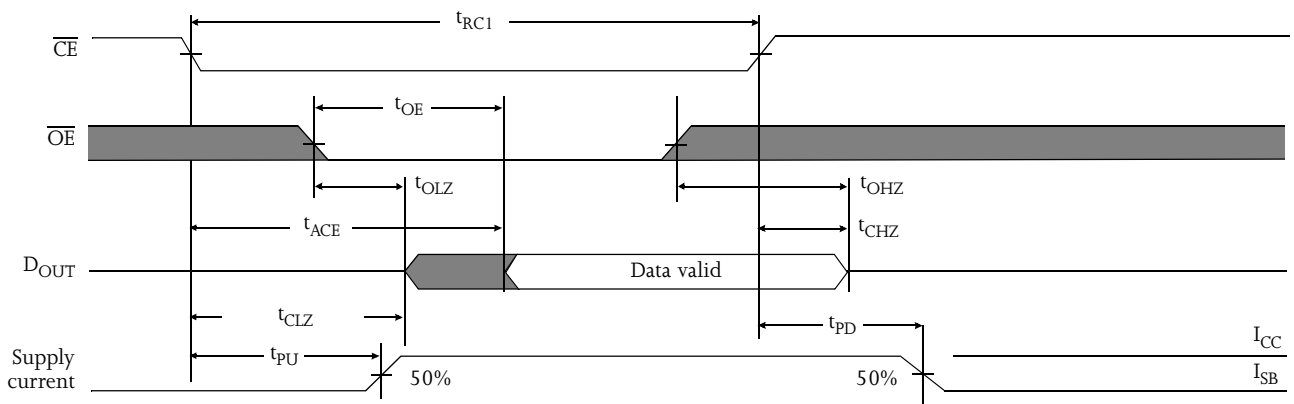 tRC1
CE
tOE
OE
tOLZ
tOHZ
tACE
tCHZ
DOUT
Data valid
tCLZ
tPD
tPU
ICC
Supply
current
50%
50%
ISB